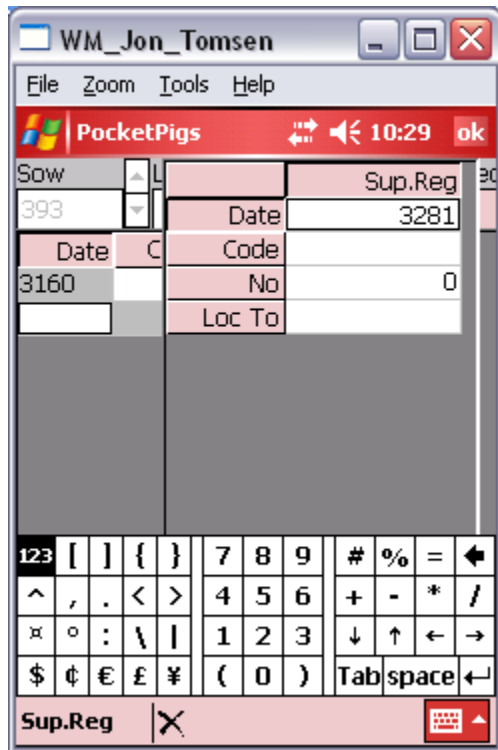 WM_Jon_Tomsen
File Zoom Tools Help
PocketPigs 10:29 ok
Sow L Sup.Reg
393 Date 3281
Date C Code
3160 No 0
Loc To
123 [ ] { } 7 8 9 # % = ←
^ , . < > 4 5 6 + - * /
¤ ° : \ | 1 2 3 ↓ ↑ ← →
$ ¢ € £ ¥ ( 0 ) Tab space ↵
Sup.Reg